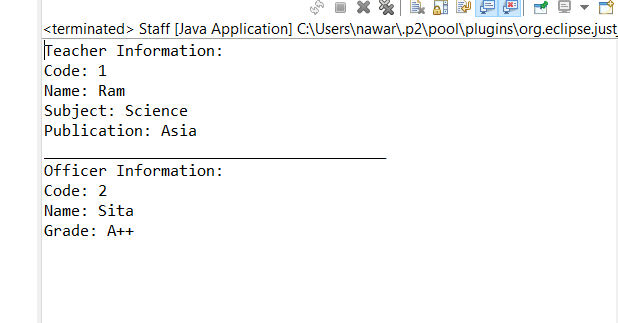 <terminated> Staff [Java Application] C:\Users\nawar\.p2\pool\plugins\org.eclipse.just
Teacher Information:
Code: 1
Name: Ram
Subject: Science
Publication: Asia
______________________________________
Officer Information:
Code: 2
Name: Sita
Grade: A++